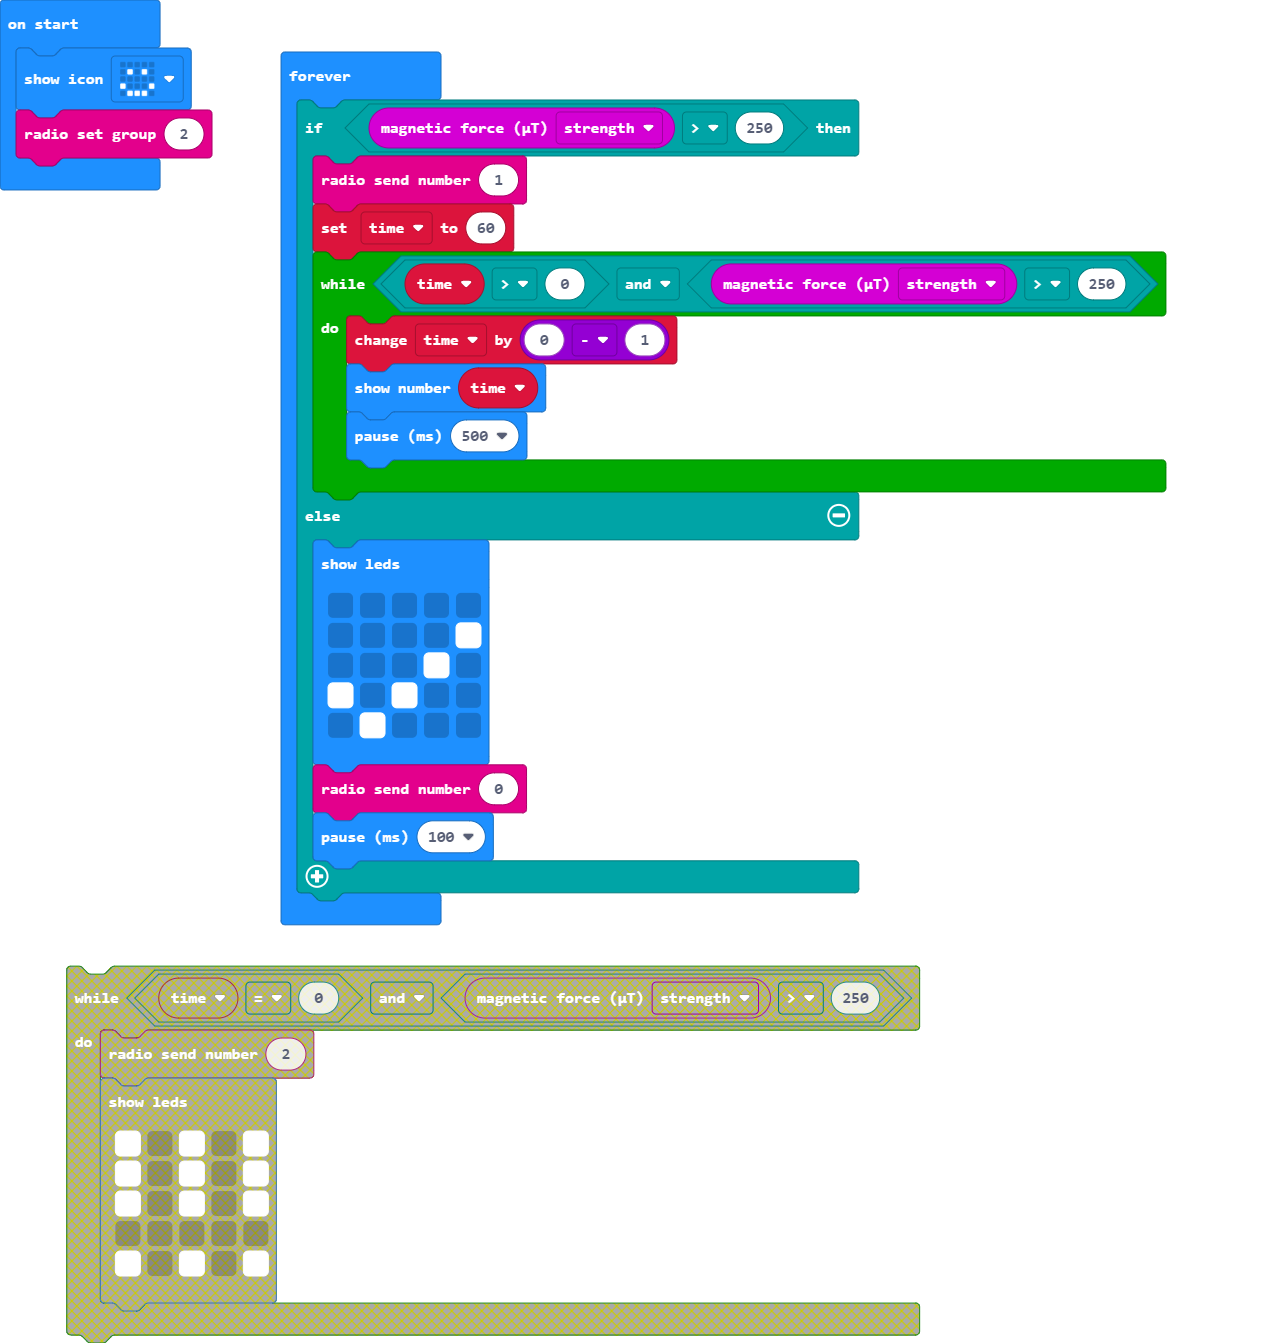 on start
show icon
radio set group 2
forever
if magnetic force (µT) strength > 250 then
radio send number 1
set time to 60
while time > 0 and magnetic force (µT) strength > 250
do
change time by 0 - 1
show number time
pause (ms) 500
else
show leds
radio send number 0
pause (ms) 100
while time = 0 and magnetic force (µT) strength > 250
do
radio send number 2
show leds